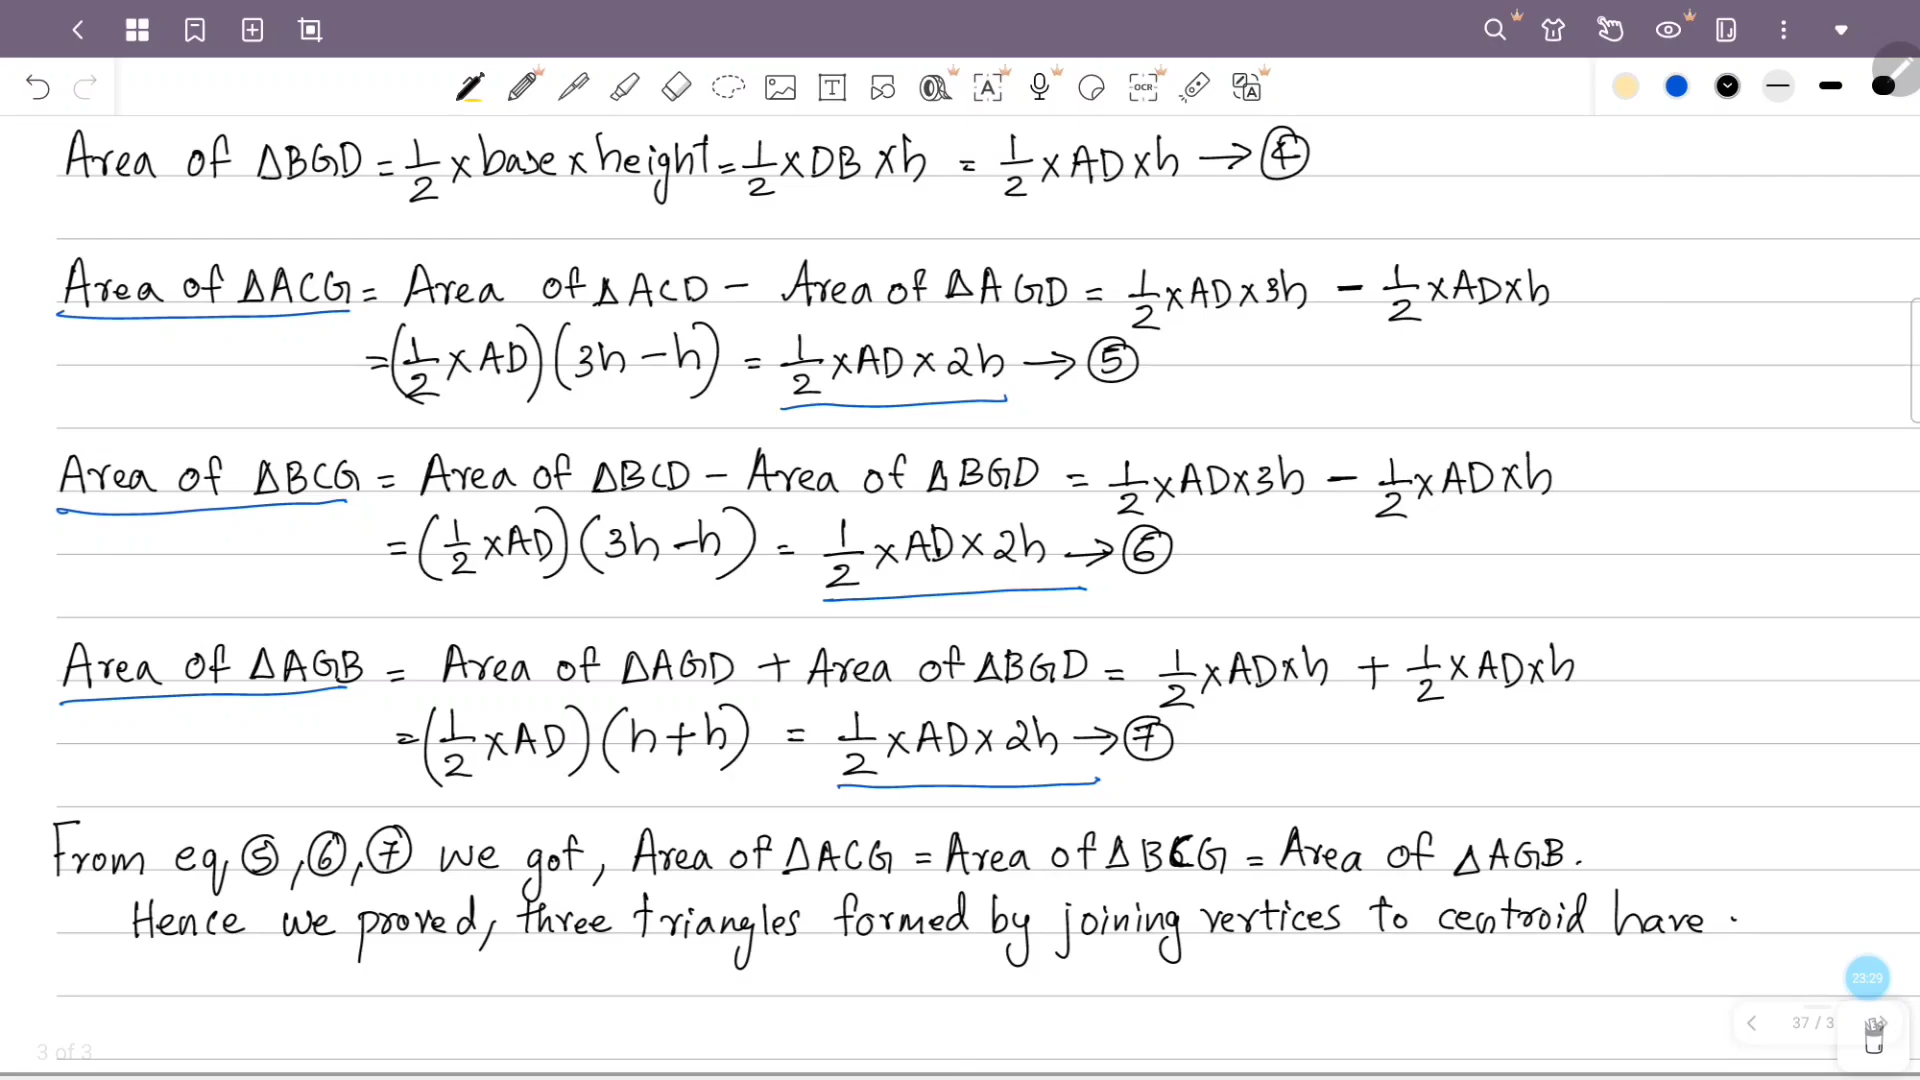 Area of ΔBGD = 1/2 × base × height = 1/2 × DB × h = 1/2 × AD × h → ④
Area of ΔACG = Area of ΔACD - Area of ΔAGD = 1/2 × AD × 3h - 1/2 × AD × h
= (1/2 × AD) (3h - h) = 1/2 × AD × 2h → ⑤
Area of ΔBCG = Area of ΔBCD - Area of ΔBGD = 1/2 × AD × 3h - 1/2 × AD × h
= (1/2 × AD) (3h - h) = 1/2 × AD × 2h → ⑥
Area of ΔAGB = Area of ΔAGD + Area of ΔBGD = 1/2 × AD × h + 1/2 × AD × h
= (1/2 × AD) (h + h) = 1/2 × AD × 2h → ⑦
From eq, ⑤, ⑥, ⑦ we got, Area of ΔACG = Area of ΔBCG = Area of ΔAGB.
Hence we proved, three triangles formed by joining vertices to centroid have .
23:29
37 / 3
3 of 3